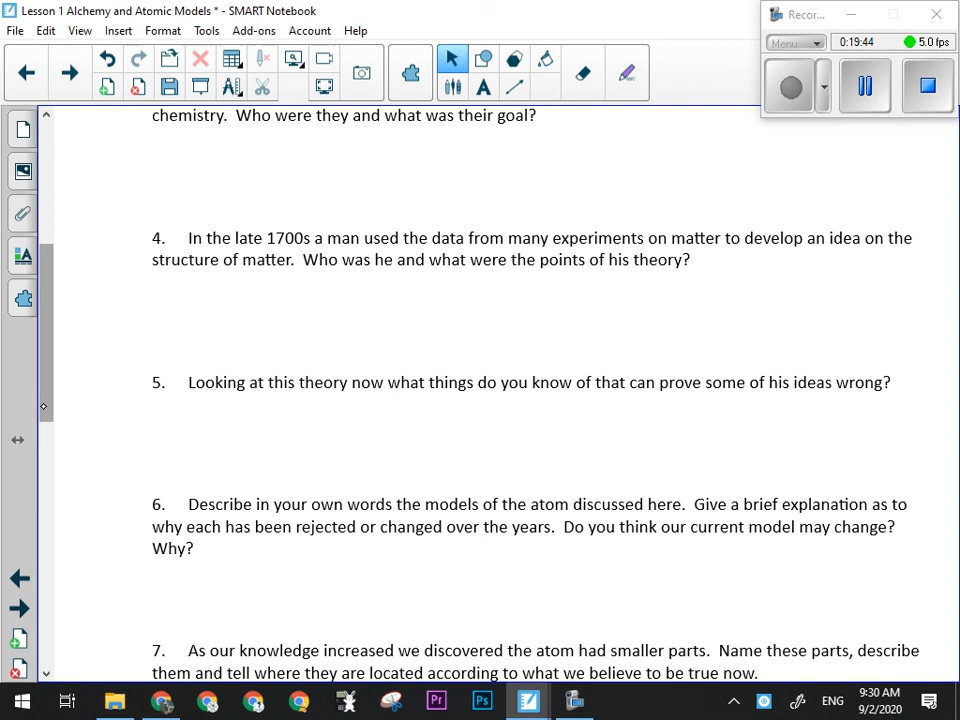 Lesson 1 Alchemy and Atomic Models * - SMART Notebook
Recor...
File Edit View Insert Format Tools Add-ons Account Help
Menu 0:19:44 5.0 fps
chemistry. Who were they and what was their goal?
4. In the late 1700s a man used the data from many experiments on matter to develop an idea on the
structure of matter. Who was he and what were the points of his theory?
5. Looking at this theory now what things do you know of that can prove some of his ideas wrong?
6. Describe in your own words the models of the atom discussed here. Give a brief explanation as to
why each has been rejected or changed over the years. Do you think our current model may change?
Why?
7. As our knowledge increased we discovered the atom had smaller parts. Name these parts, describe
them and tell where they are located according to what we believe to be true now.
Pr Ps ENG 9:30 AM
9/2/2020